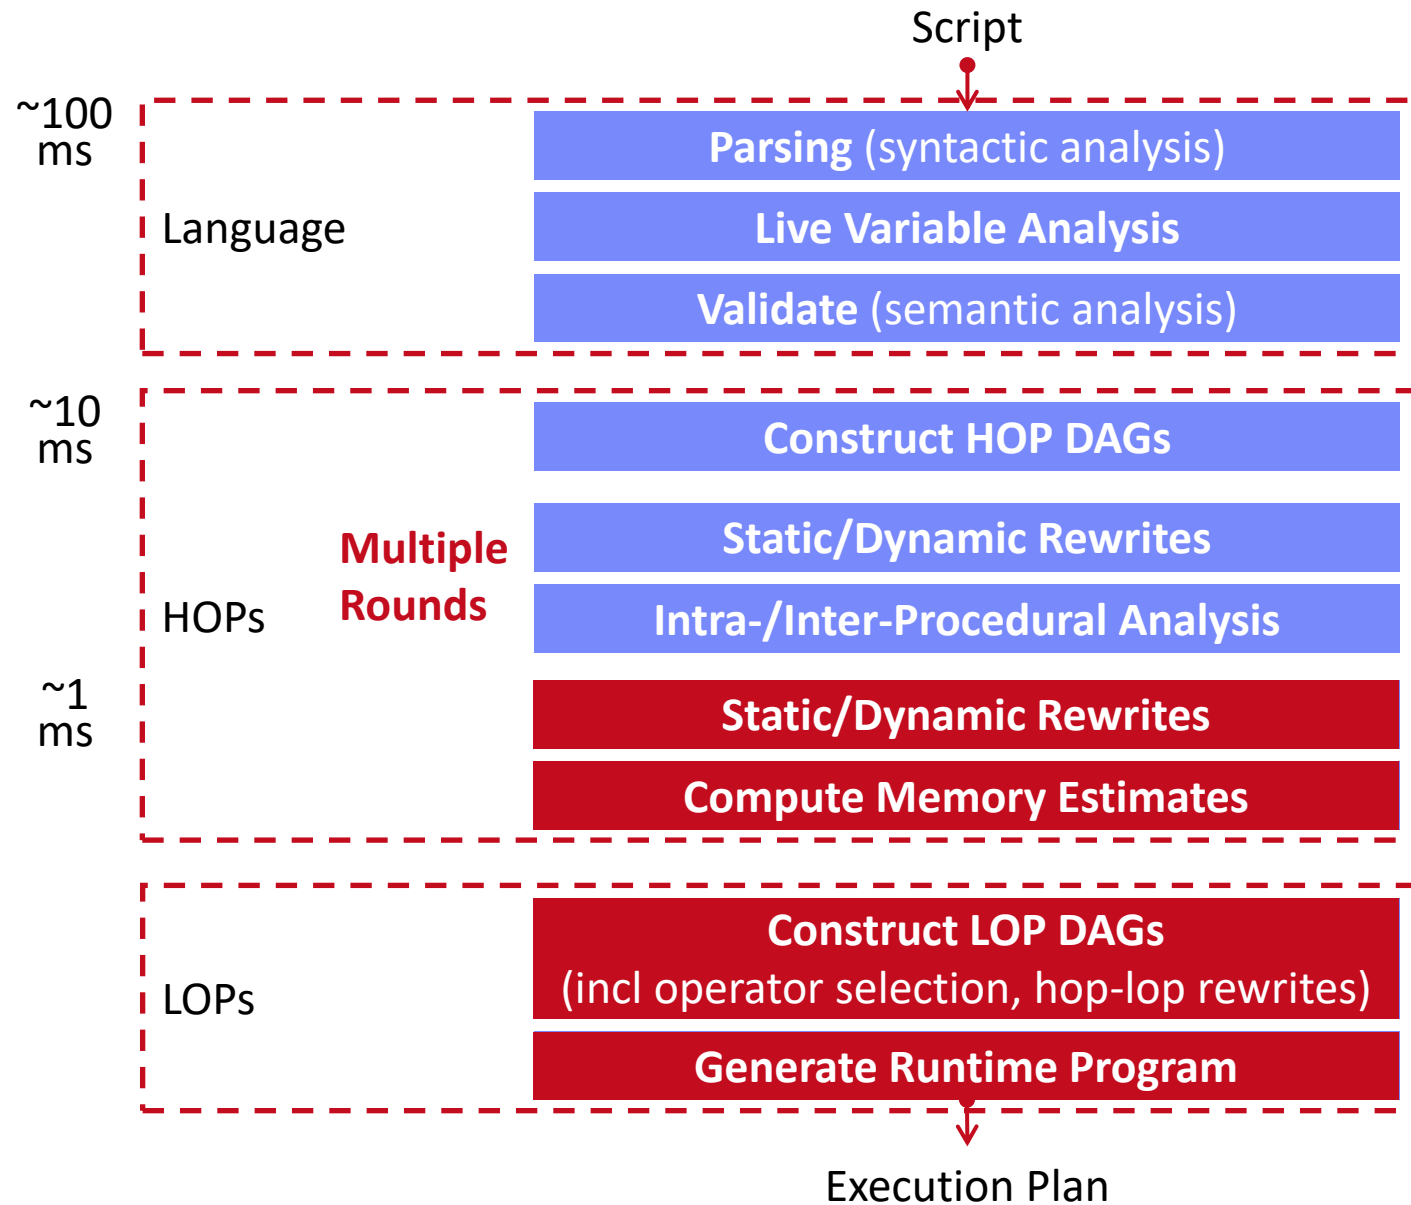 Script
~100
ms
Parsing (syntactic analysis)
Language
Live Variable Analysis
Validate (semantic analysis)
~10
ms
Construct HOP DAGs
Multiple
Rounds
Static/Dynamic Rewrites
HOPs
Intra-/Inter-Procedural Analysis
~1
ms
Static/Dynamic Rewrites
Compute Memory Estimates
LOPs
Construct LOP DAGs
(incl operator selection, hop-lop rewrites)
Generate Runtime Program
Execution Plan